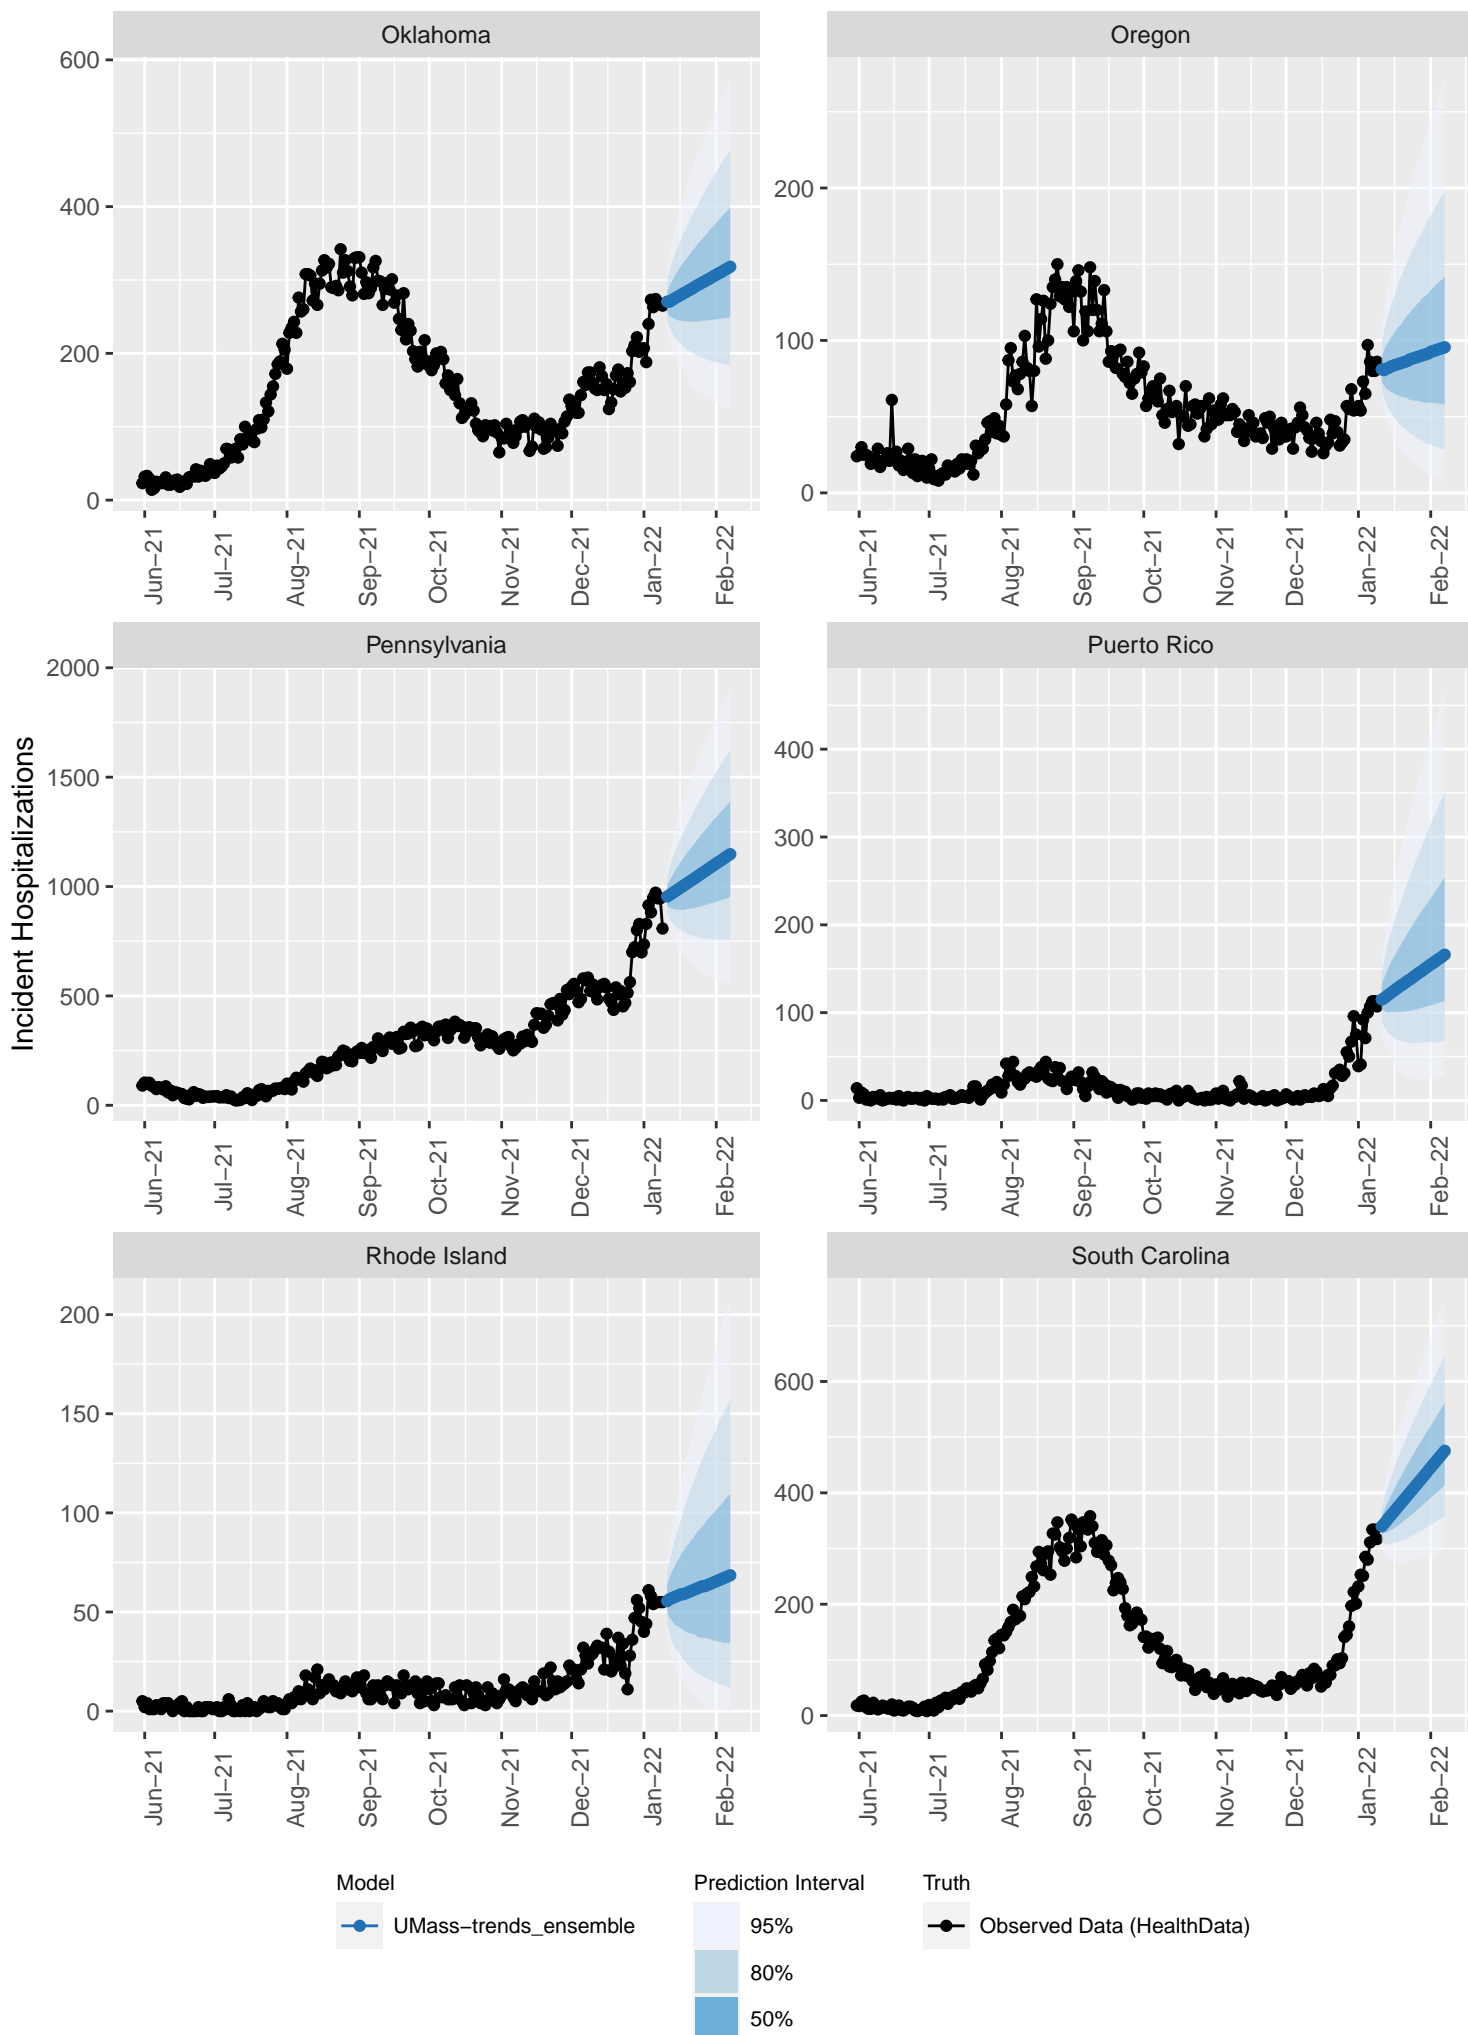 Oklahoma
Oregon
600
400
200
0
200
100
0
Jun−21
Jul−21
Aug−21
Sep−21
Oct−21
Nov−21
Dec−21
Jan−22
Feb−22
Jun−21
Jul−21
Aug−21
Sep−21
Oct−21
Nov−21
Dec−21
Jan−22
Feb−22
Incident Hospitalizations
Pennsylvania
Puerto Rico
2000
1500
1000
500
0
400
300
200
100
0
Jun−21
Jul−21
Aug−21
Sep−21
Oct−21
Nov−21
Dec−21
Jan−22
Feb−22
Jun−21
Jul−21
Aug−21
Sep−21
Oct−21
Nov−21
Dec−21
Jan−22
Feb−22
Rhode Island
South Carolina
200
150
100
50
0
600
400
200
0
Jun−21
Jul−21
Aug−21
Sep−21
Oct−21
Nov−21
Dec−21
Jan−22
Feb−22
Jun−21
Jul−21
Aug−21
Sep−21
Oct−21
Nov−21
Dec−21
Jan−22
Feb−22
Model
UMass−trends_ensemble
Prediction Interval
95%
80%
50%
Truth
Observed Data (HealthData)